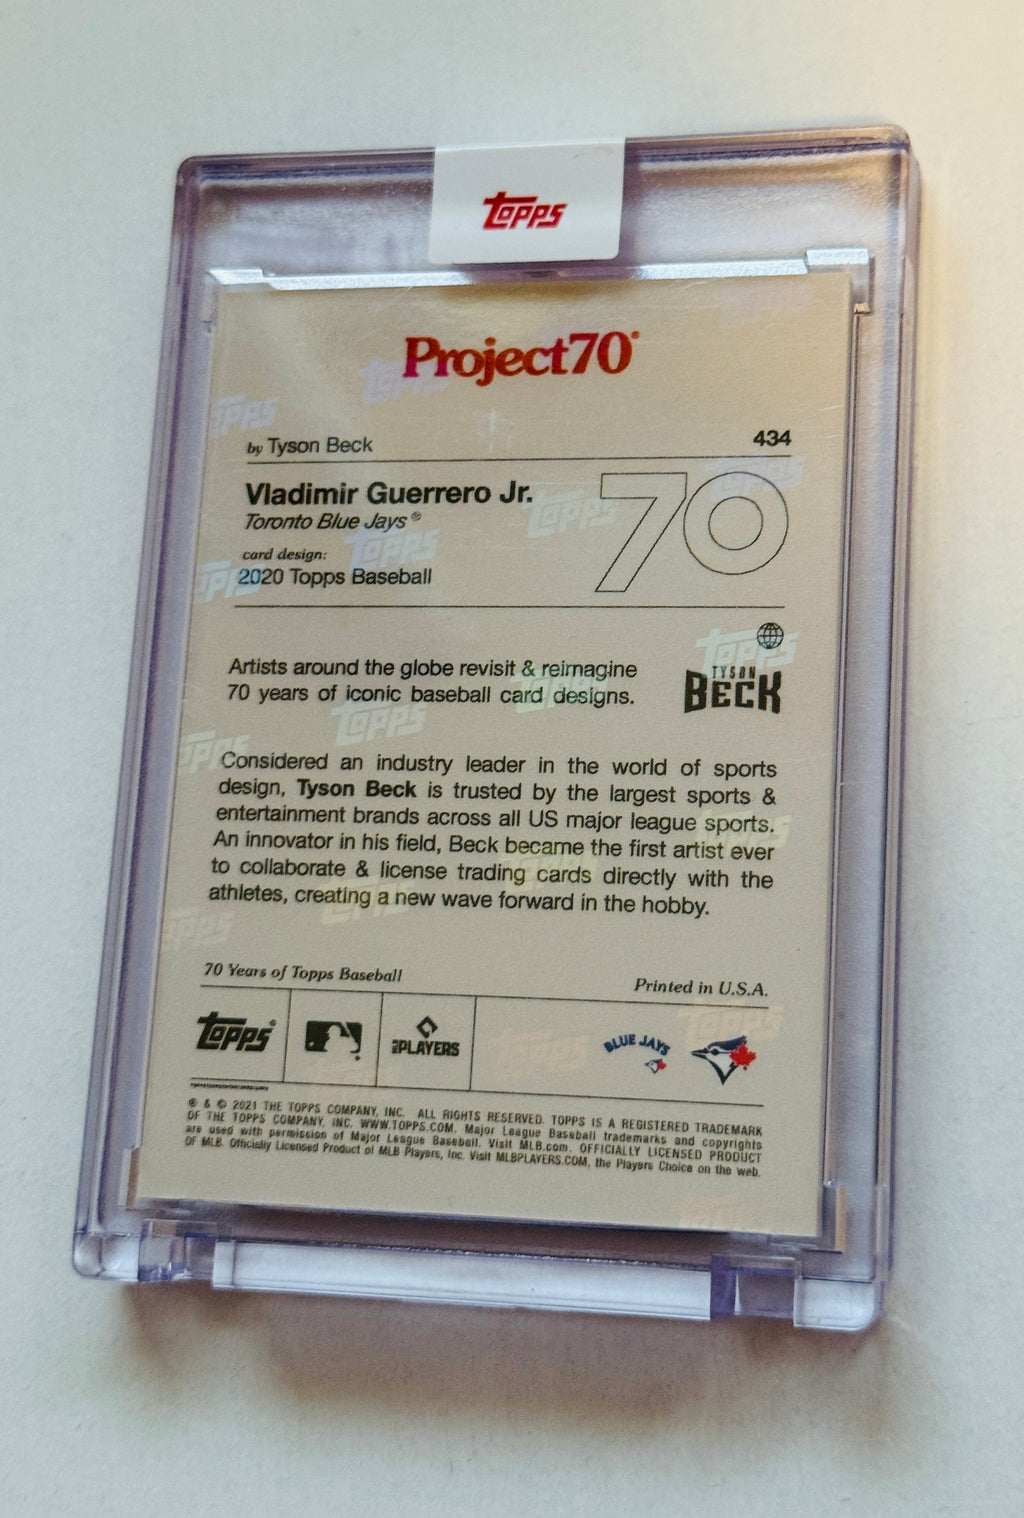 Topps
Project70®
by Tyson Beck 434
Vladimir Guerrero Jr.
Toronto Blue Jays®
card design:
2020 Topps Baseball
70
Artists around the globe revisit & reimagine
70 years of iconic baseball card designs.
TYSON
BECK
Considered an industry leader in the world of sports
design, Tyson Beck is trusted by the largest sports &
entertainment brands across all US major league sports.
An innovator in his field, Beck became the first artist ever
to collaborate & license trading cards directly with the
athletes, creating a new wave forward in the hobby.
70 Years of Topps Baseball
Printed in U.S.A.
Topps®
PLAYERS
BLUE JAYS
® & © 2021 THE TOPPS COMPANY, INC. ALL RIGHTS RESERVED. TOPPS IS A REGISTERED TRADEMARK
OF THE TOPPS COMPANY, INC. WWW.TOPPS.COM. Major League Baseball trademarks and copyrights
are used with permission of Major League Baseball. Visit MLB.com. OFFICIALLY LICENSED PRODUCT
OF MLB. Officially Licensed Product of MLB Players, Inc. Visit MLBPLAYERS.COM, the Players Choice on the web.